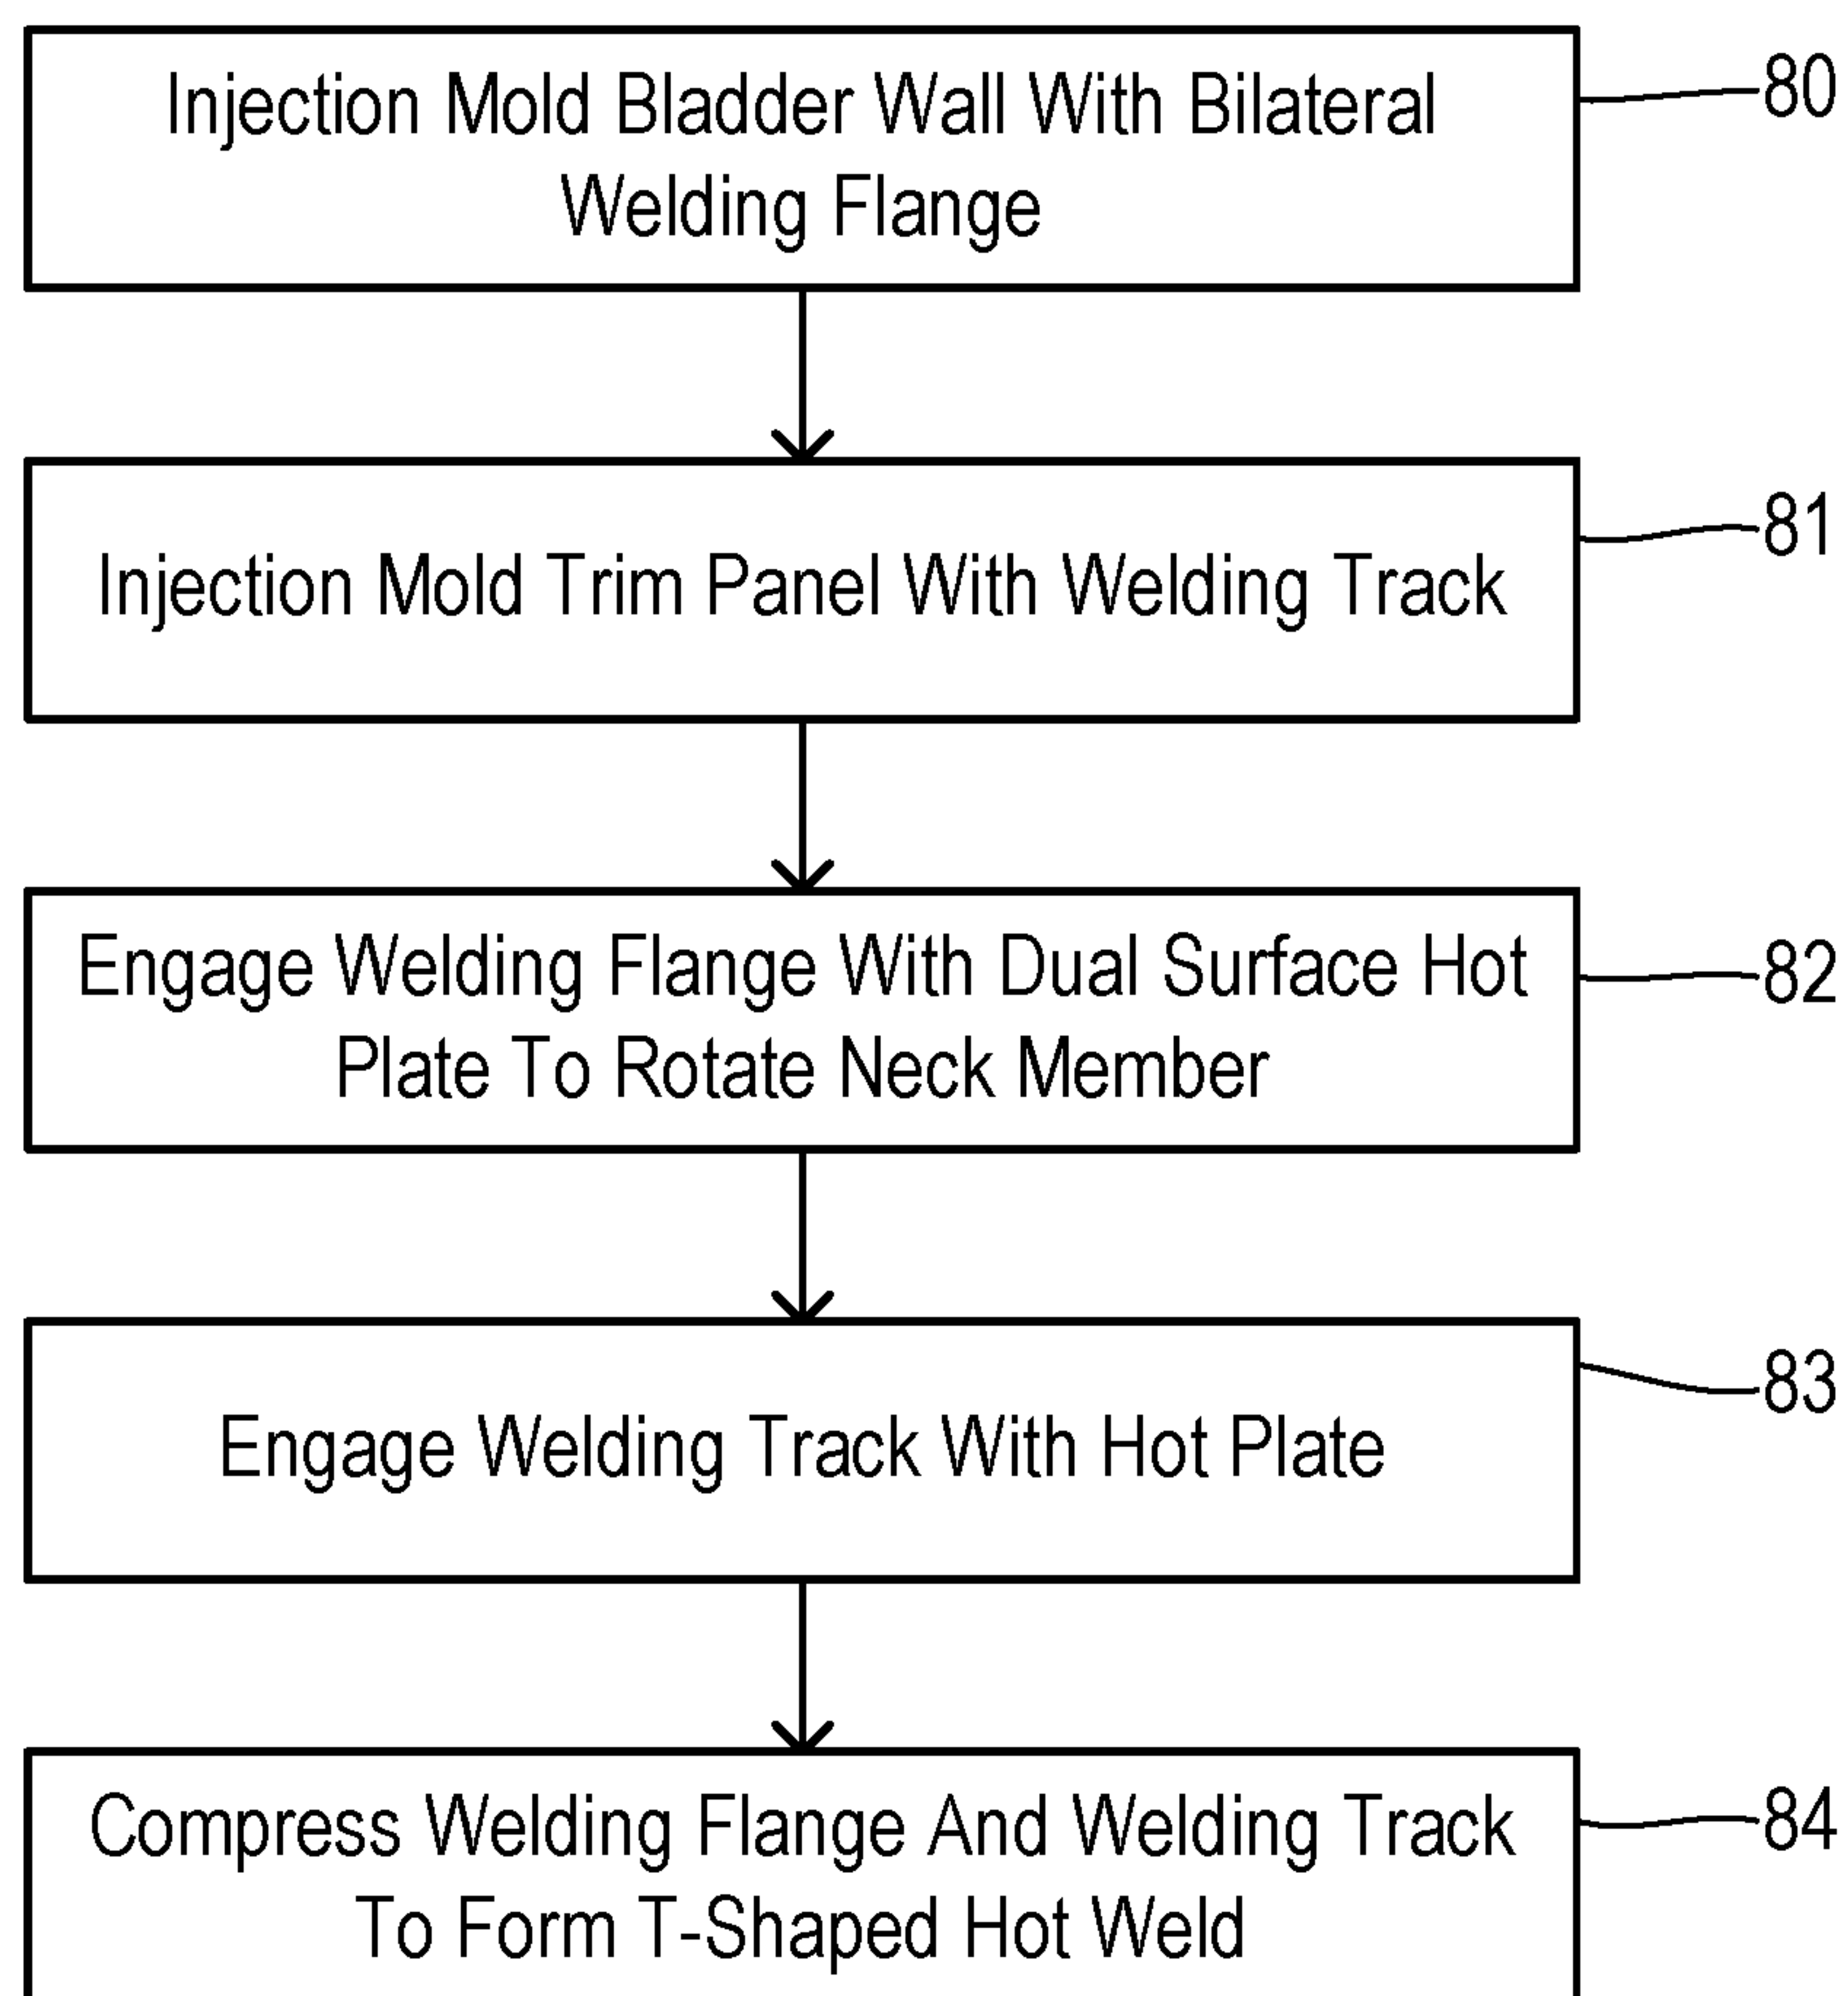 Injection Mold Bladder Wall With Bilateral
Welding Flange
80
Injection Mold Trim Panel With Welding Track
81
Engage Welding Flange With Dual Surface Hot
Plate To Rotate Neck Member
82
Engage Welding Track With Hot Plate
83
Compress Welding Flange And Welding Track
To Form T-Shaped Hot Weld
84